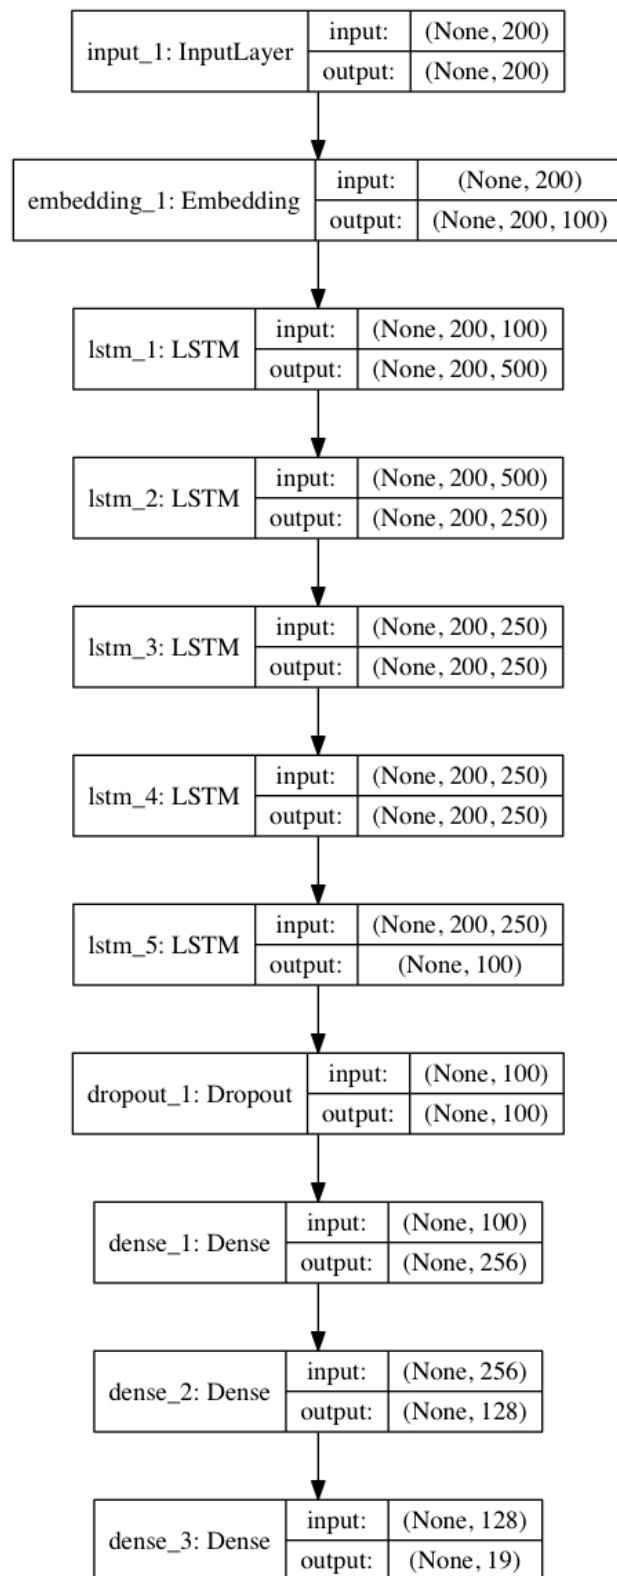 input_1: InputLayer
input: (None, 200)
output: (None, 200)
embedding_1: Embedding
input: (None, 200)
output: (None, 200, 100)
lstm_1: LSTM
input: (None, 200, 100)
output: (None, 200, 500)
lstm_2: LSTM
input: (None, 200, 500)
output: (None, 200, 250)
lstm_3: LSTM
input: (None, 200, 250)
output: (None, 200, 250)
lstm_4: LSTM
input: (None, 200, 250)
output: (None, 200, 250)
lstm_5: LSTM
input: (None, 200, 250)
output: (None, 100)
dropout_1: Dropout
input: (None, 100)
output: (None, 100)
dense_1: Dense
input: (None, 100)
output: (None, 256)
dense_2: Dense
input: (None, 256)
output: (None, 128)
dense_3: Dense
input: (None, 128)
output: (None, 19)